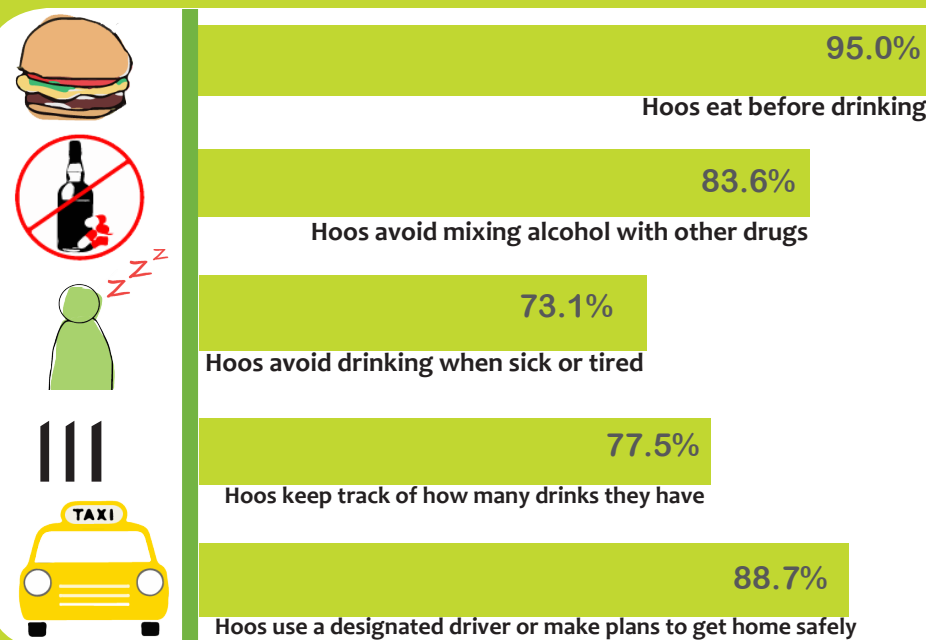 95.0%
Hoos eat before drinking
83.6%
Hoos avoid mixing alcohol with other drugs
z z z
73.1%
Hoos avoid drinking when sick or tired
77.5%
Hoos keep track of how many drinks they have
TAXI
88.7%
Hoos use a designated driver or make plans to get home safely